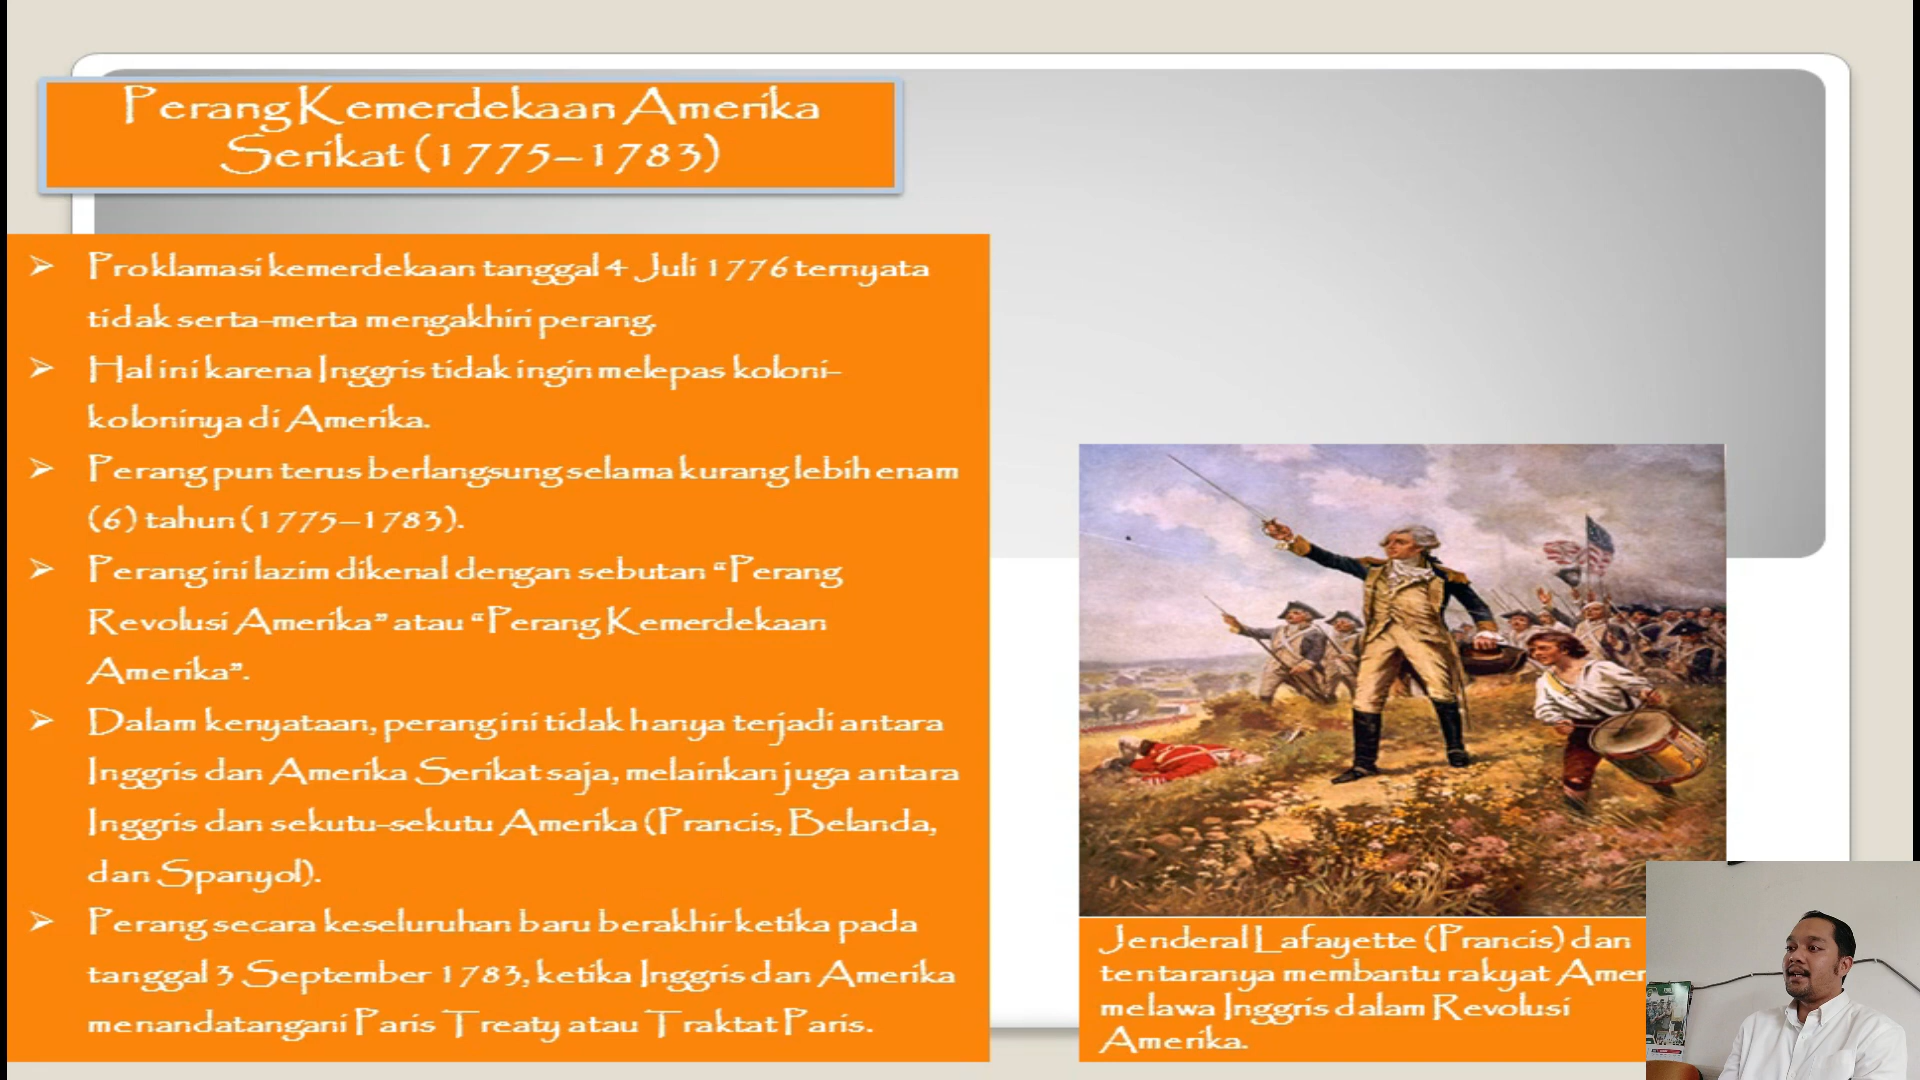 Perang Kemerdekaan Amerika
Serikat (1775–1783)
➢ Proklamasi kemerdekaan tanggal 4 Juli 1776 ternyata
tidak serta-merta mengakhiri perang.
➢ Hal ini karena Inggris tidak ingin melepas koloni-
koloninya di Amerika.
➢ Perang pun terus berlangsung selama kurang lebih enam
(6) tahun (1775–1783).
➢ Perang ini lazim dikenal dengan sebutan “Perang
Revolusi Amerika” atau “Perang Kemerdekaan
Amerika”.
➢ Dalam kenyataan, perang ini tidak hanya terjadi antara
Inggris dan Amerika Serikat saja, melainkan juga antara
Inggris dan sekutu-sekutu Amerika (Prancis, Belanda,
dan Spanyol).
➢ Perang secara keseluruhan baru berakhir ketika pada
tanggal 3 September 1783, ketika Inggris dan Amerika
menandatangani Paris Treaty atau Traktat Paris.
Jenderal Lafayette (Prancis) dan
tentaranya membantu rakyat Amer
melawa Inggris dalam Revolusi
Amerika.